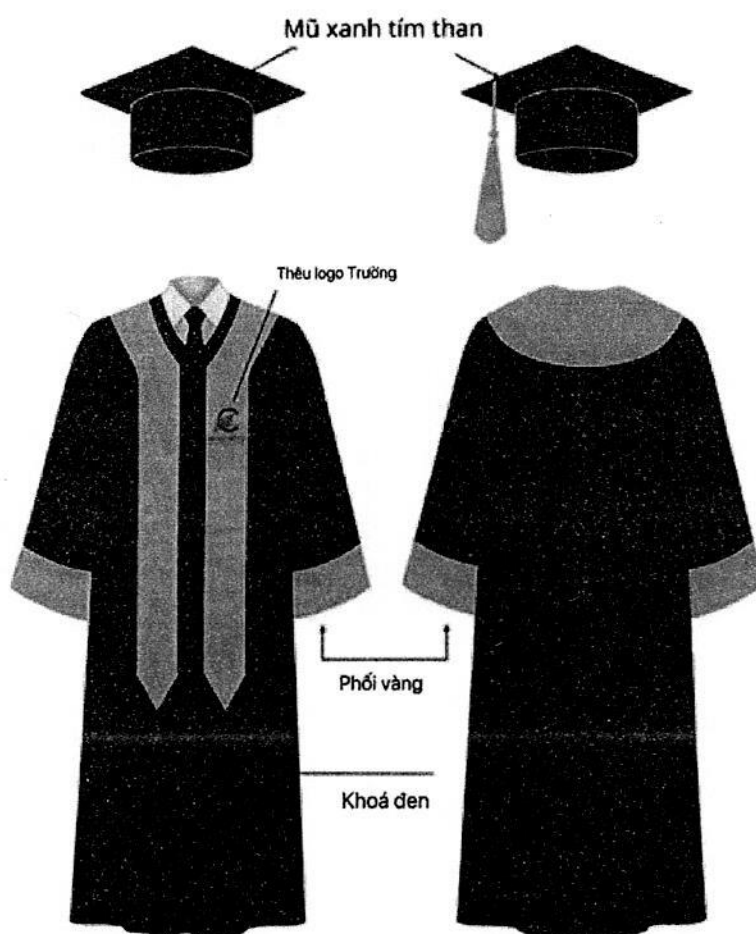 Mũ xanh tím than
Thêu logo Trường
Phối vàng
Khoá đen